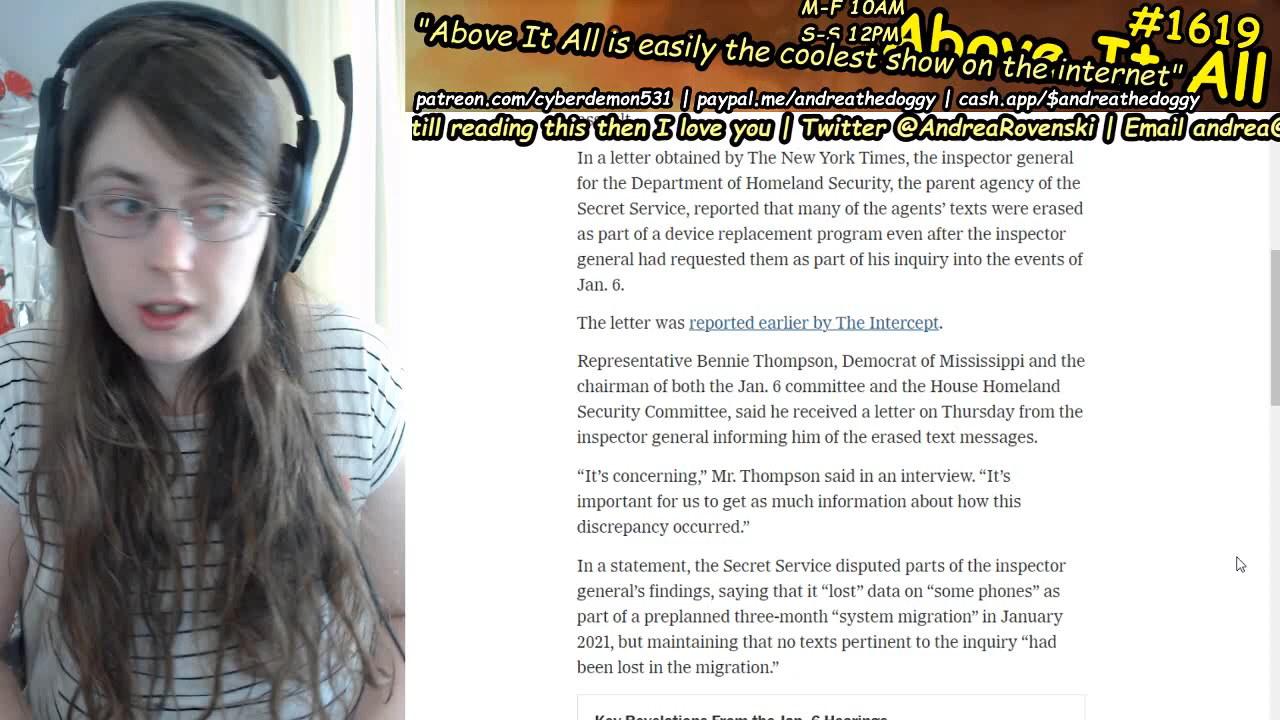 M-F 10AM
S-S 12PM
#1619
Above It All
"Above It All is easily the coolest show on the internet"
patreon.com/cyberdemon531 | paypal.me/andreathedoggy | cash.app/$andreathedoggy
till reading this then I love you | Twitter @AndreaRovenski | Email andrea@
In a letter obtained by The New York Times, the inspector general
for the Department of Homeland Security, the parent agency of the
Secret Service, reported that many of the agents’ texts were erased
as part of a device replacement program even after the inspector
general had requested them as part of his inquiry into the events of
Jan. 6.
The letter was reported earlier by The Intercept.
Representative Bennie Thompson, Democrat of Mississippi and the
chairman of both the Jan. 6 committee and the House Homeland
Security Committee, said he received a letter on Thursday from the
inspector general informing him of the erased text messages.
“It’s concerning,” Mr. Thompson said in an interview. “It’s
important for us to get as much information about how this
discrepancy occurred.”
In a statement, the Secret Service disputed parts of the inspector
general’s findings, saying that it “lost” data on “some phones” as
part of a preplanned three-month “system migration” in January
2021, but maintaining that no texts pertinent to the inquiry “had
been lost in the migration.”
Key Revelations From the Jan. 6 Hearings